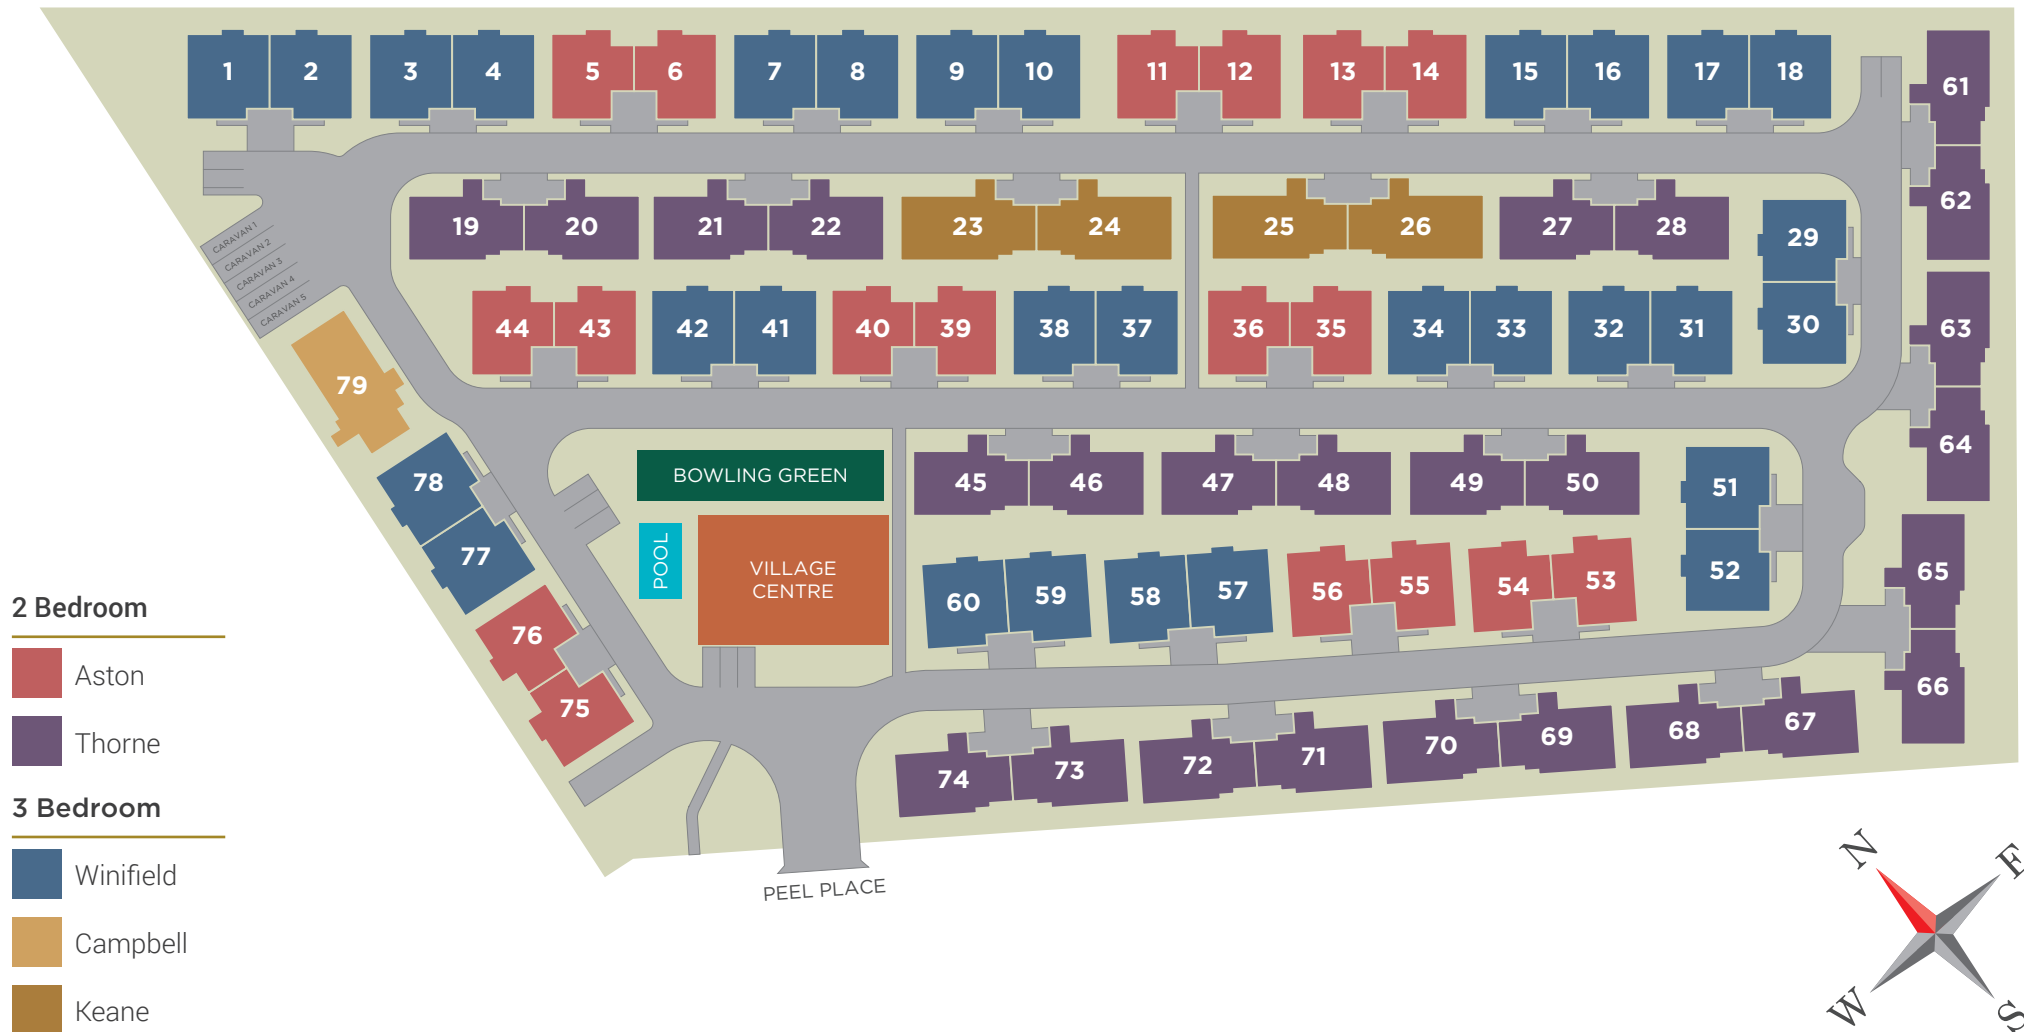 1 2 3 4 5 6 7 8 9 10 11 12 13 14 15 16 17 18
61
62
19 20 21 22 23 24 25 26 27 28
29
30
CARAVAN 1
CARAVAN 2
CARAVAN 3
CARAVAN 4
CARAVAN 5
44 43 42 41 40 39 38 37 36 35 34 33 32 31
63
64
79
78
77
76
75
BOWLING GREEN
POOL
VILLAGE
CENTRE
45 46 47 48 49 50
51
52
60 59 58 57 56 55 54 53
65
66
74 73 72 71 70 69 68 67
PEEL PLACE
2 Bedroom
Aston
Thorne
3 Bedroom
Winifield
Campbell
Keane
N
E
W
S